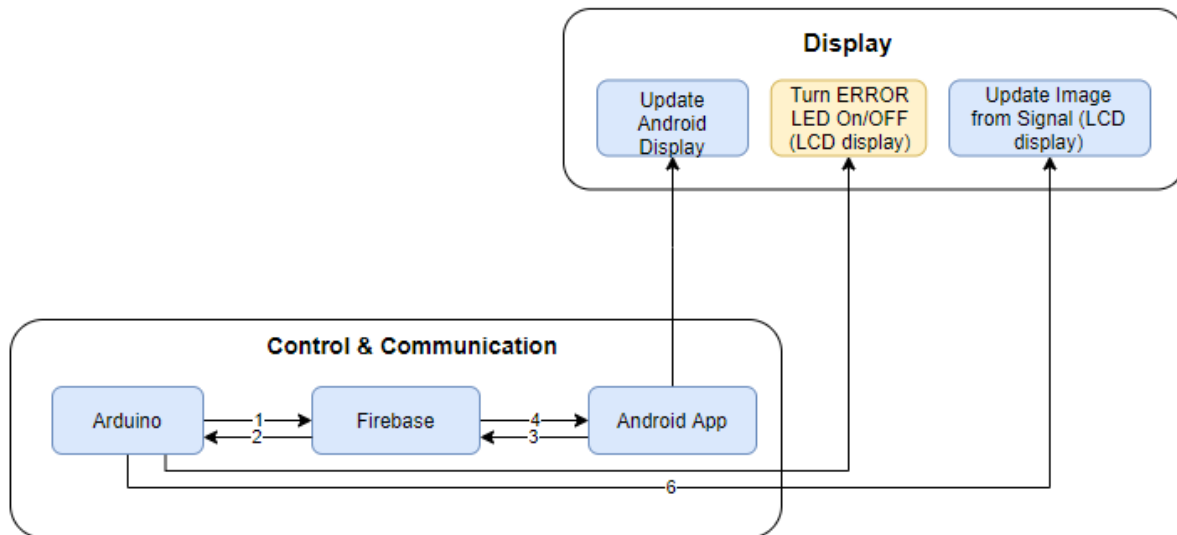 Display
Update
Android
Display
Turn ERROR
LED On/OFF
(LCD display)
Update Image
from Signal (LCD
display)
Control & Communication
Arduino
1
2
Firebase
4
3
Android App
6